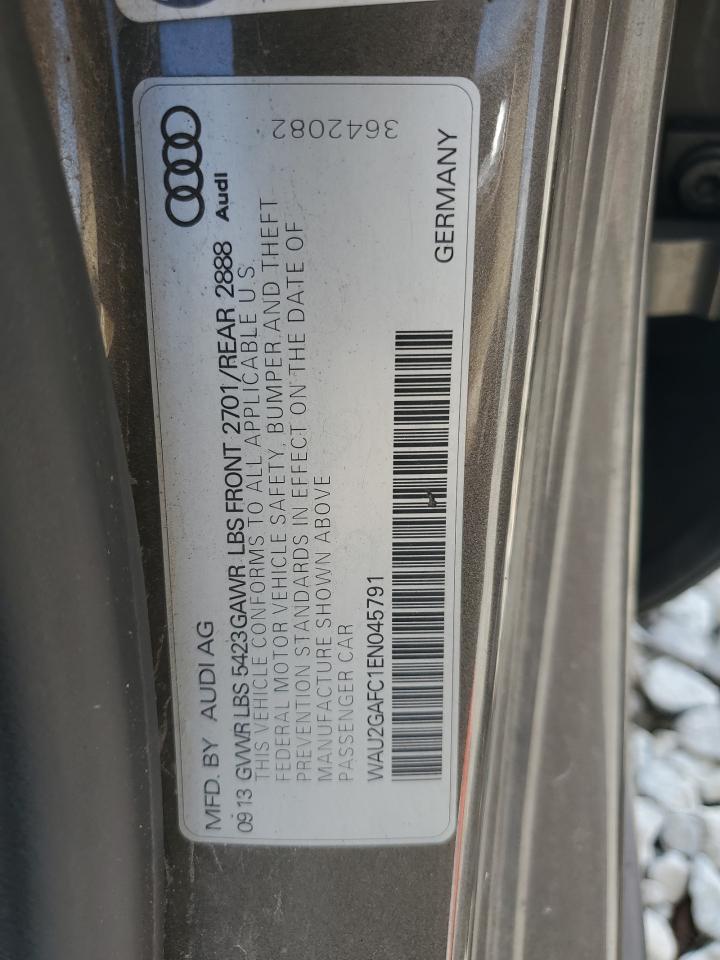 MFD. BY AUDI AG
09 13 GVWR LBS 5423 GAWR LBS FRONT 2701/REAR 2888
THIS VEHICLE CONFORMS TO ALL APPLICABLE U.S.
FEDERAL MOTOR VEHICLE SAFETY, BUMPER, AND THEFT
PREVENTION STANDARDS IN EFFECT ON THE DATE OF
MANUFACTURE SHOWN ABOVE
PASSENGER CAR
WAU2GAFC1EN045791
Audi
3642082
GERMANY